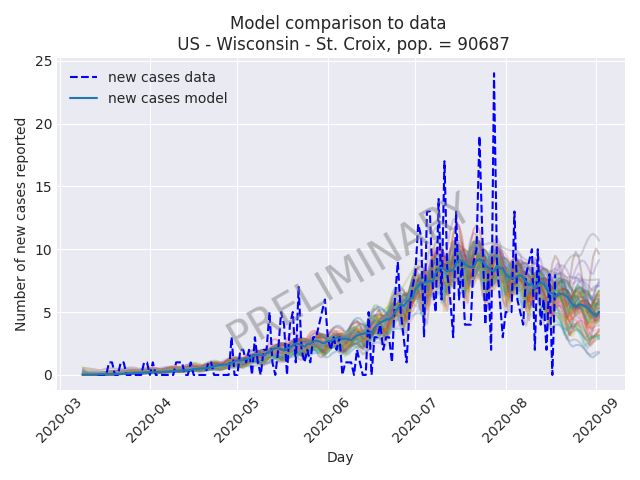 Model comparison to data
US - Wisconsin - St. Croix, pop. = 90687
25
20
15
10
5
0
Number of new cases reported
new cases data
new cases model
PRELIMINARY
2020-03
2020-04
2020-05
2020-06
2020-07
2020-08
2020-09
Day